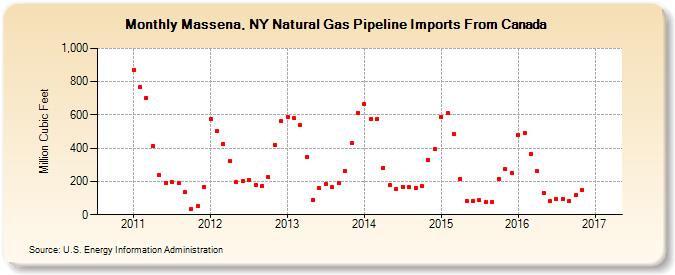 Monthly Massena, NY Natural Gas Pipeline Imports From Canada
Million Cubic Feet
1,000
800
600
400
200
0
2011 2012 2013 2014 2015 2016 2017
Source: U.S. Energy Information Administration